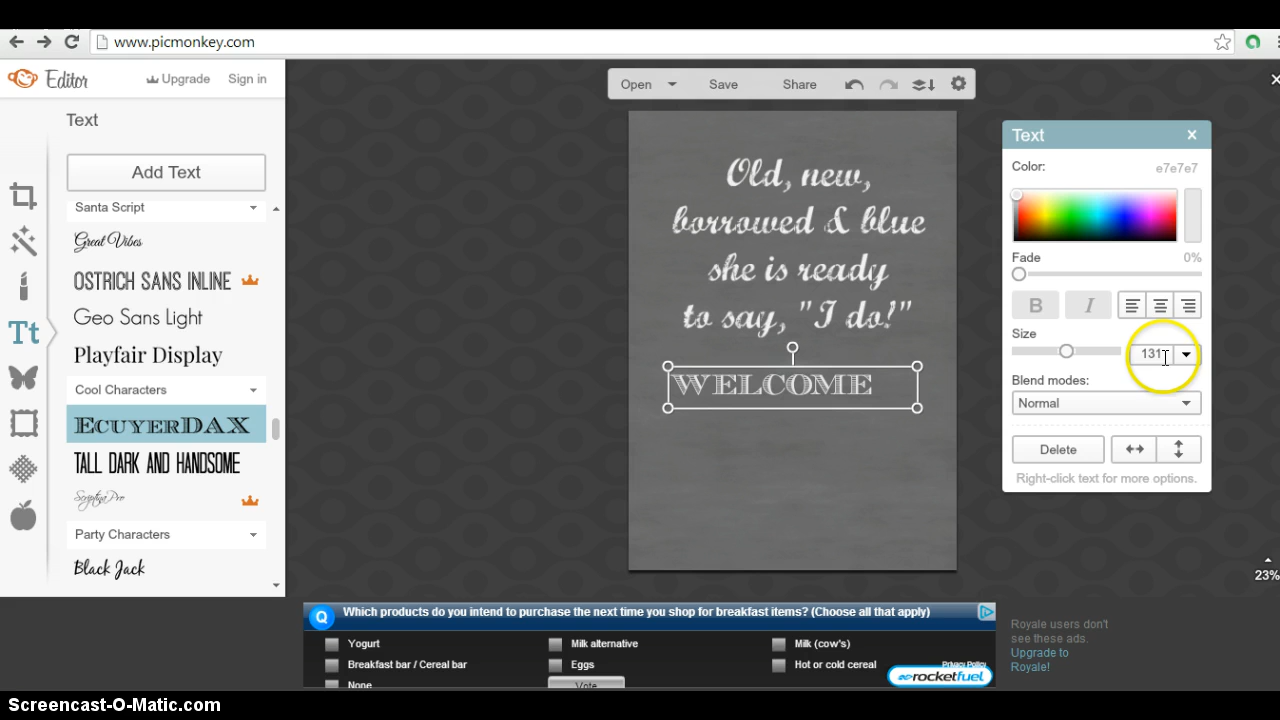 www.picmonkey.com
Editor
Upgrade
Sign in
Open
Save
Share
Text
Add Text
Santa Script
Great Vibes
OSTRICH SANS INLINE
Geo Sans Light
Playfair Display
Cool Characters
ECUYERDAX
TALL DARK AND HANDSOME
ScriptinaPro
Party Characters
Black Jack
Old, new,
borrowed & blue
she is ready
to say, "I do!"
WELCOME
Text
Color:
e7e7e7
Fade
0%
B
I
Size
131
Blend modes:
Normal
Delete
Right-click text for more options.
23%
Q
Which products do you intend to purchase the next time you shop for breakfast items? (Choose all that apply)
Yogurt
Milk alternative
Milk (cow's)
Breakfast bar / Cereal bar
Eggs
Hot or cold cereal
None
Vote
Privacy Policy
rocketfuel
Royale users don't
see these ads.
Upgrade to
Royale!
Tt
Screencast-O-Matic.com